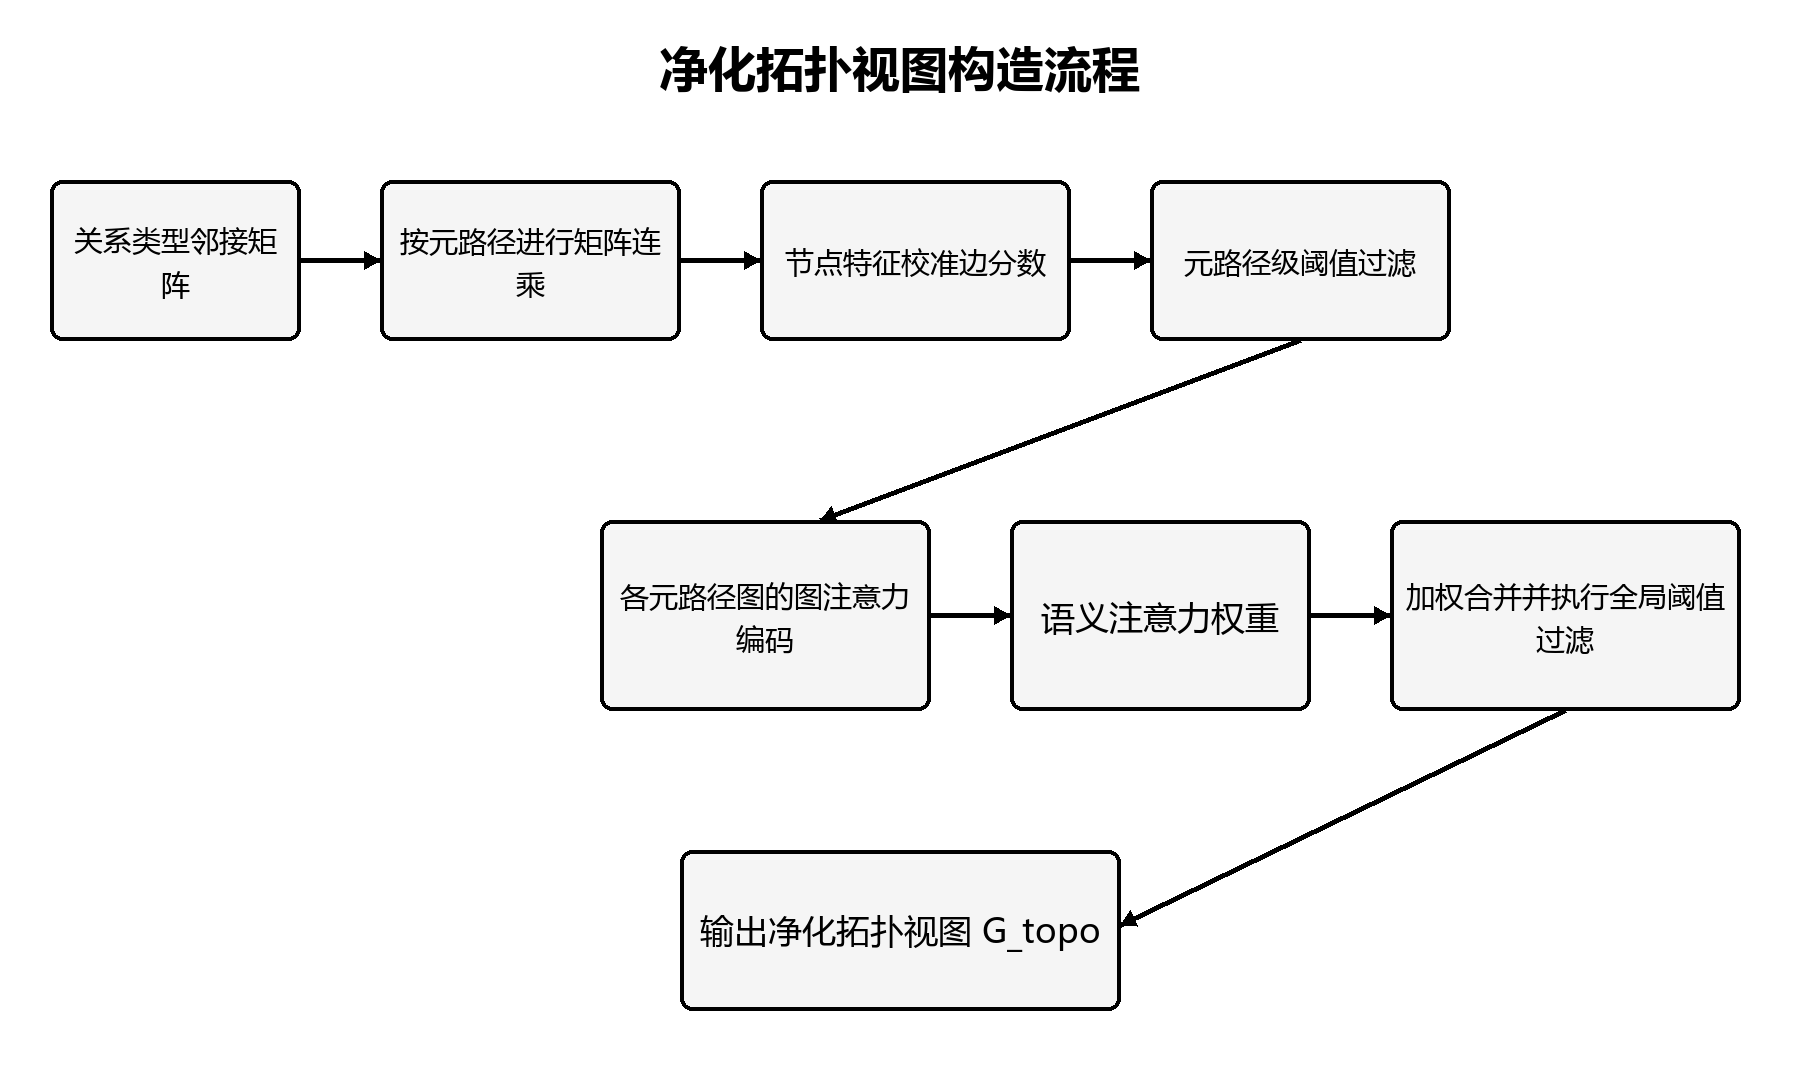 净化拓扑视图构造流程
关系类型邻接矩
阵
按元路径进行矩阵连
乘
节点特征校准边分数
元路径级阈值过滤
各元路径图的图注意力
编码
语义注意力权重
加权合并并执行全局阈值
过滤
输出净化拓扑视图 G_topo